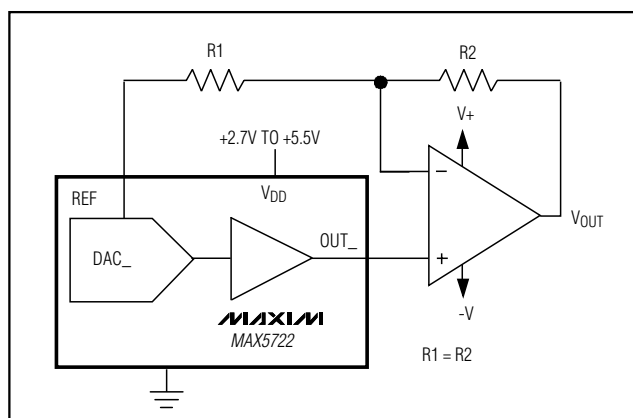 R1
R2
V+
+2.7V TO +5.5V
VDD
REF
−
DAC_
OUT_
+
VOUT
MAXIM
MAX5722
-V
R1 = R2